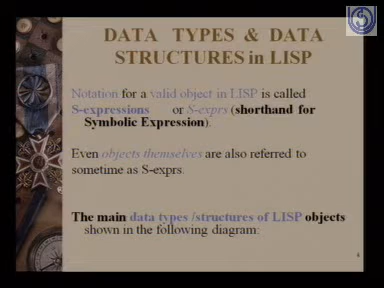 DATA TYPES & DATA
STRUCTURES in LISP
Notation for a valid object in LISP is called
S-expressions or S-exprs (shorthand for
Symbolic Expression).
Even objects themselves are also referred to
sometime as S-exprs.
The main data types /structures of LISP objects
shown in the following diagram: